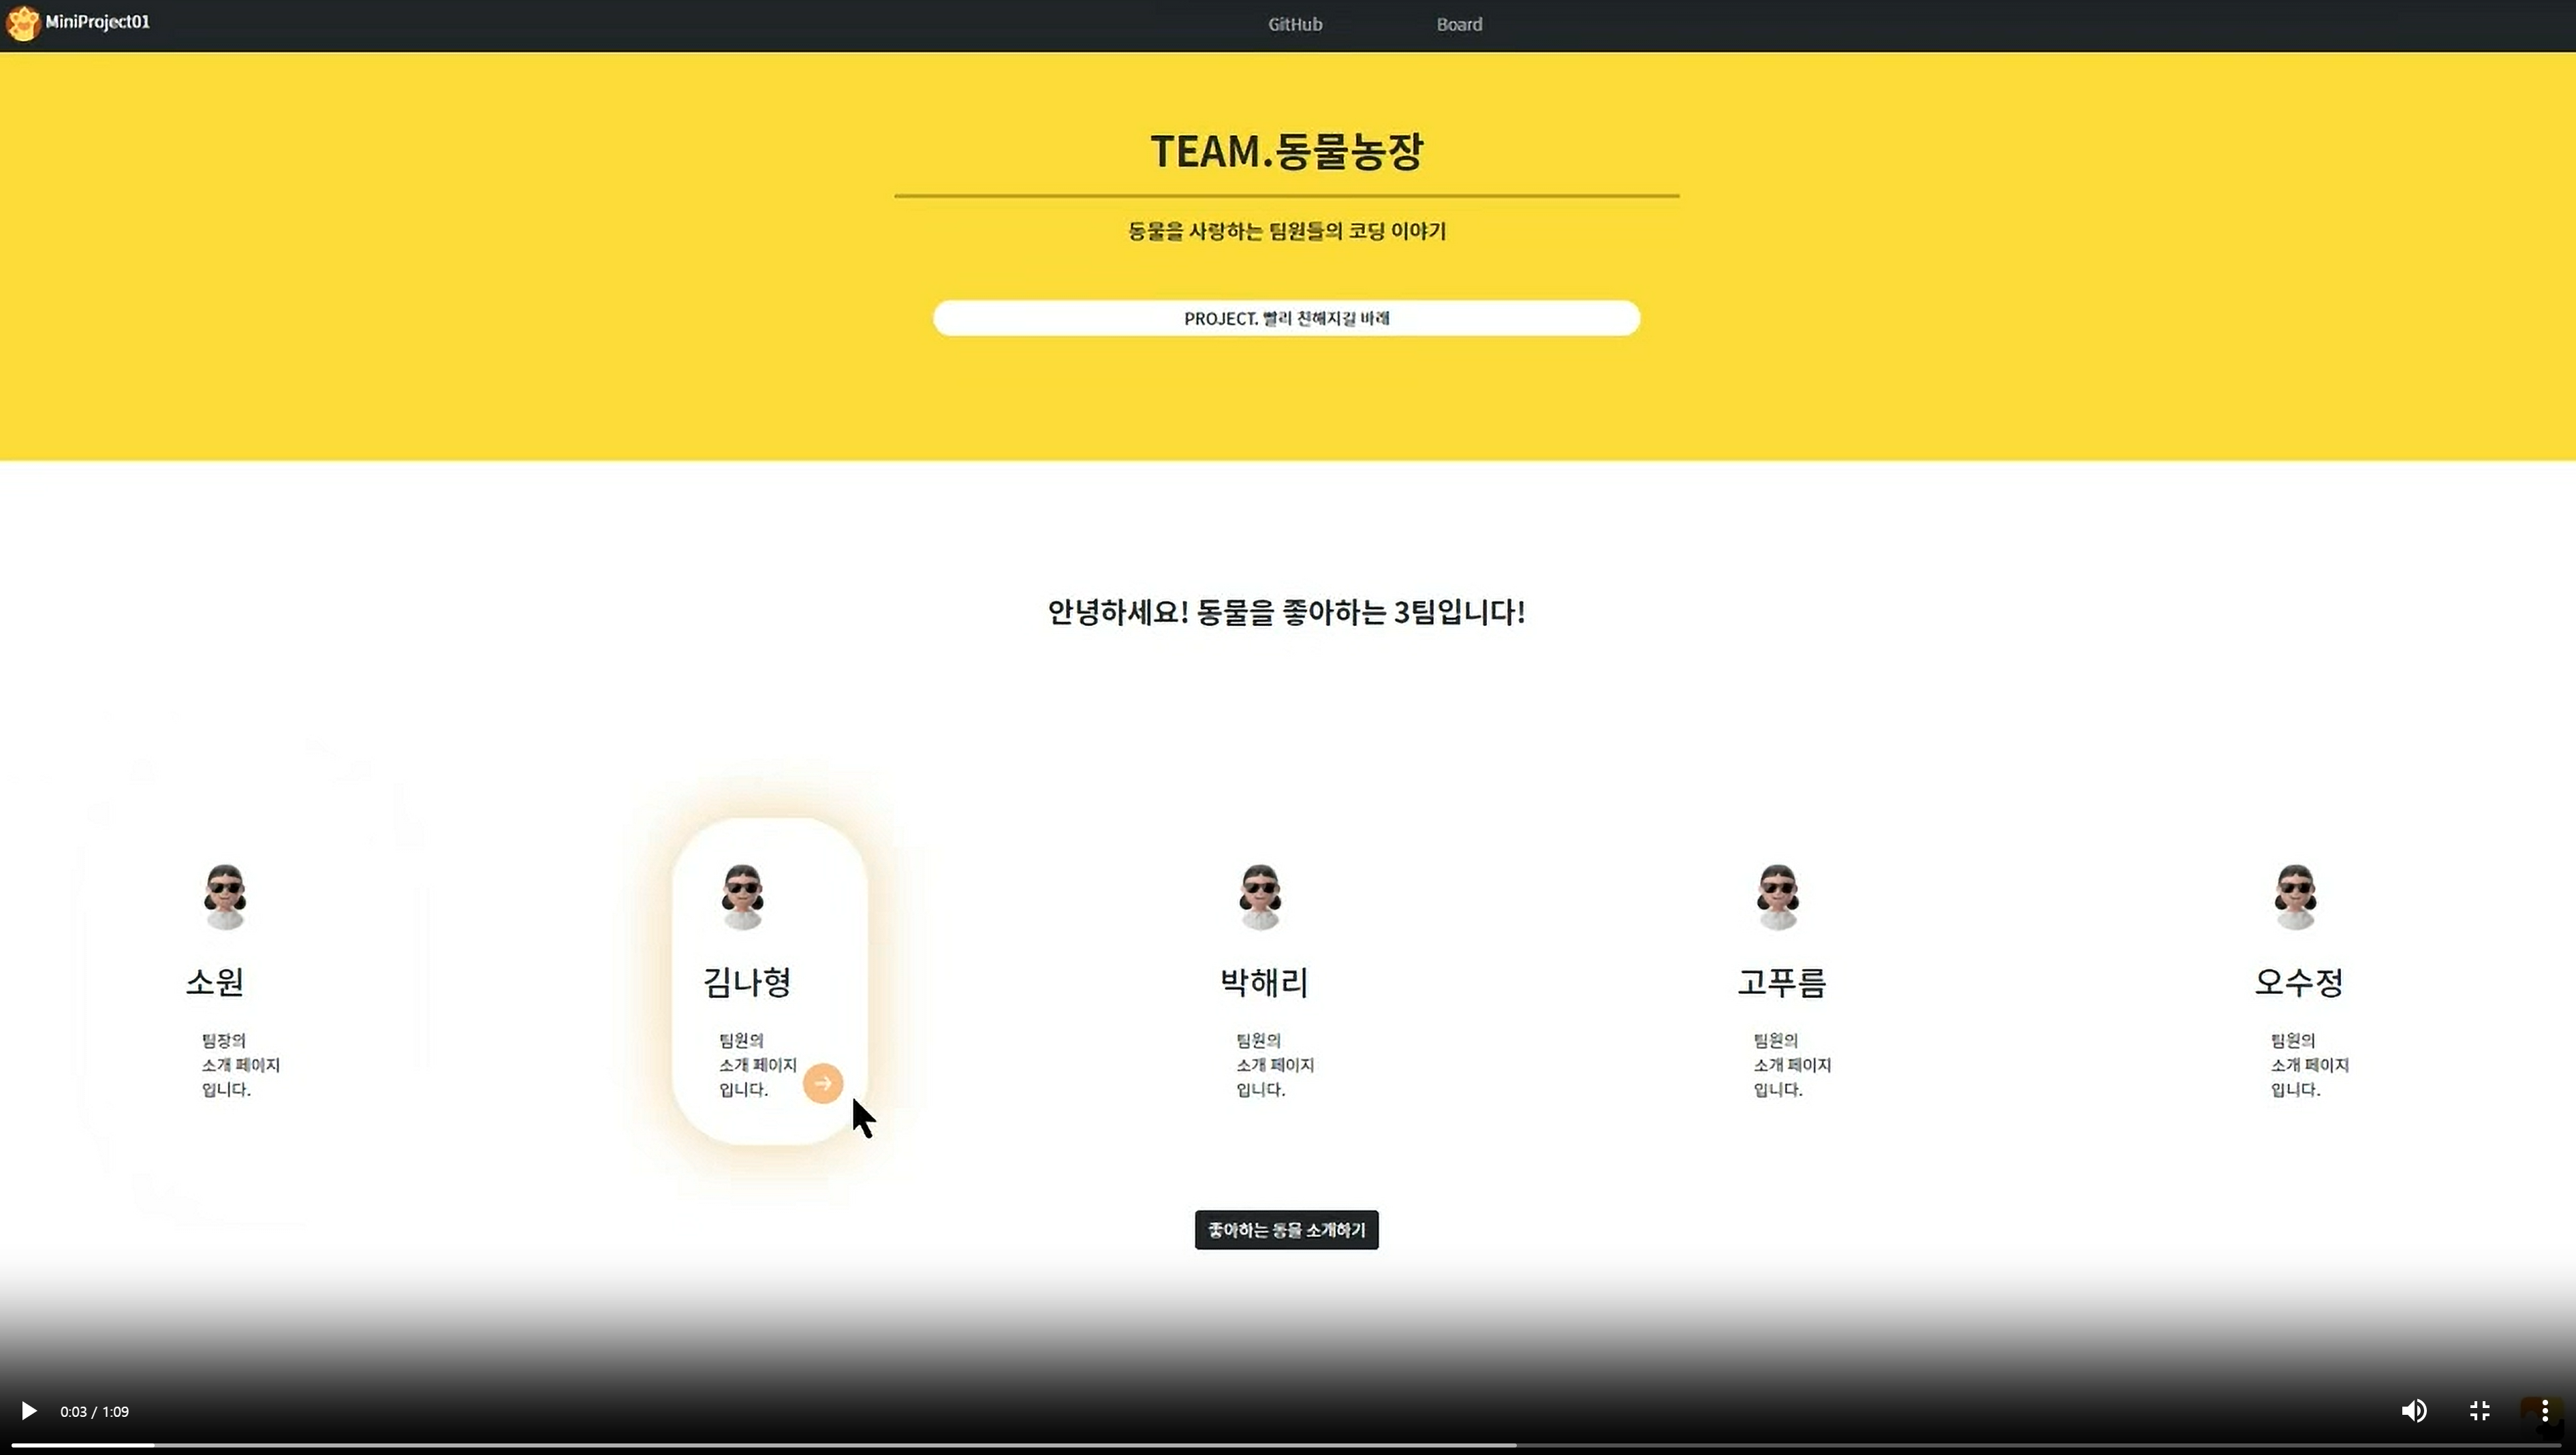 MiniProject01
GitHub
Board
TEAM.동물농장
동물을 사랑하는 팀원들의 코딩 이야기
PROJECT. 빨리 친해지길 바래
안녕하세요! 동물을 좋아하는 3팀입니다!
소원
팀장의
소개 페이지
입니다.
김나형
팀원의
소개 페이지
입니다.
박해리
팀원의
소개 페이지
입니다.
고푸름
팀원의
소개 페이지
입니다.
오수정
팀원의
소개 페이지
입니다.
좋아하는 동물 소개하기
0:03 / 1:09